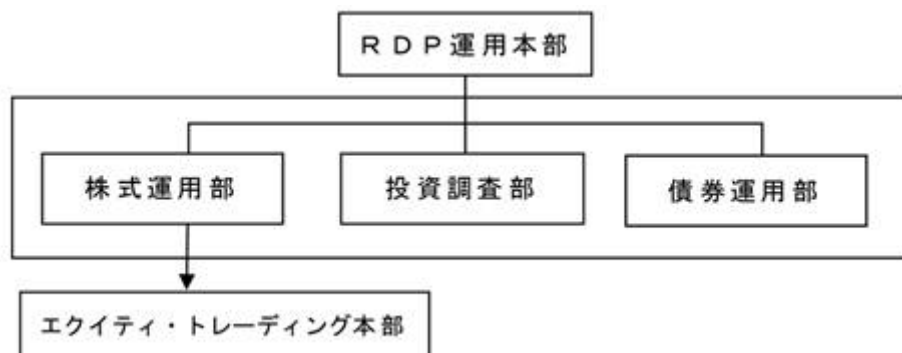 ＲＤＰ運用本部
株式運用部
投資調査部
債券運用部
エクイティ・トレーディング本部